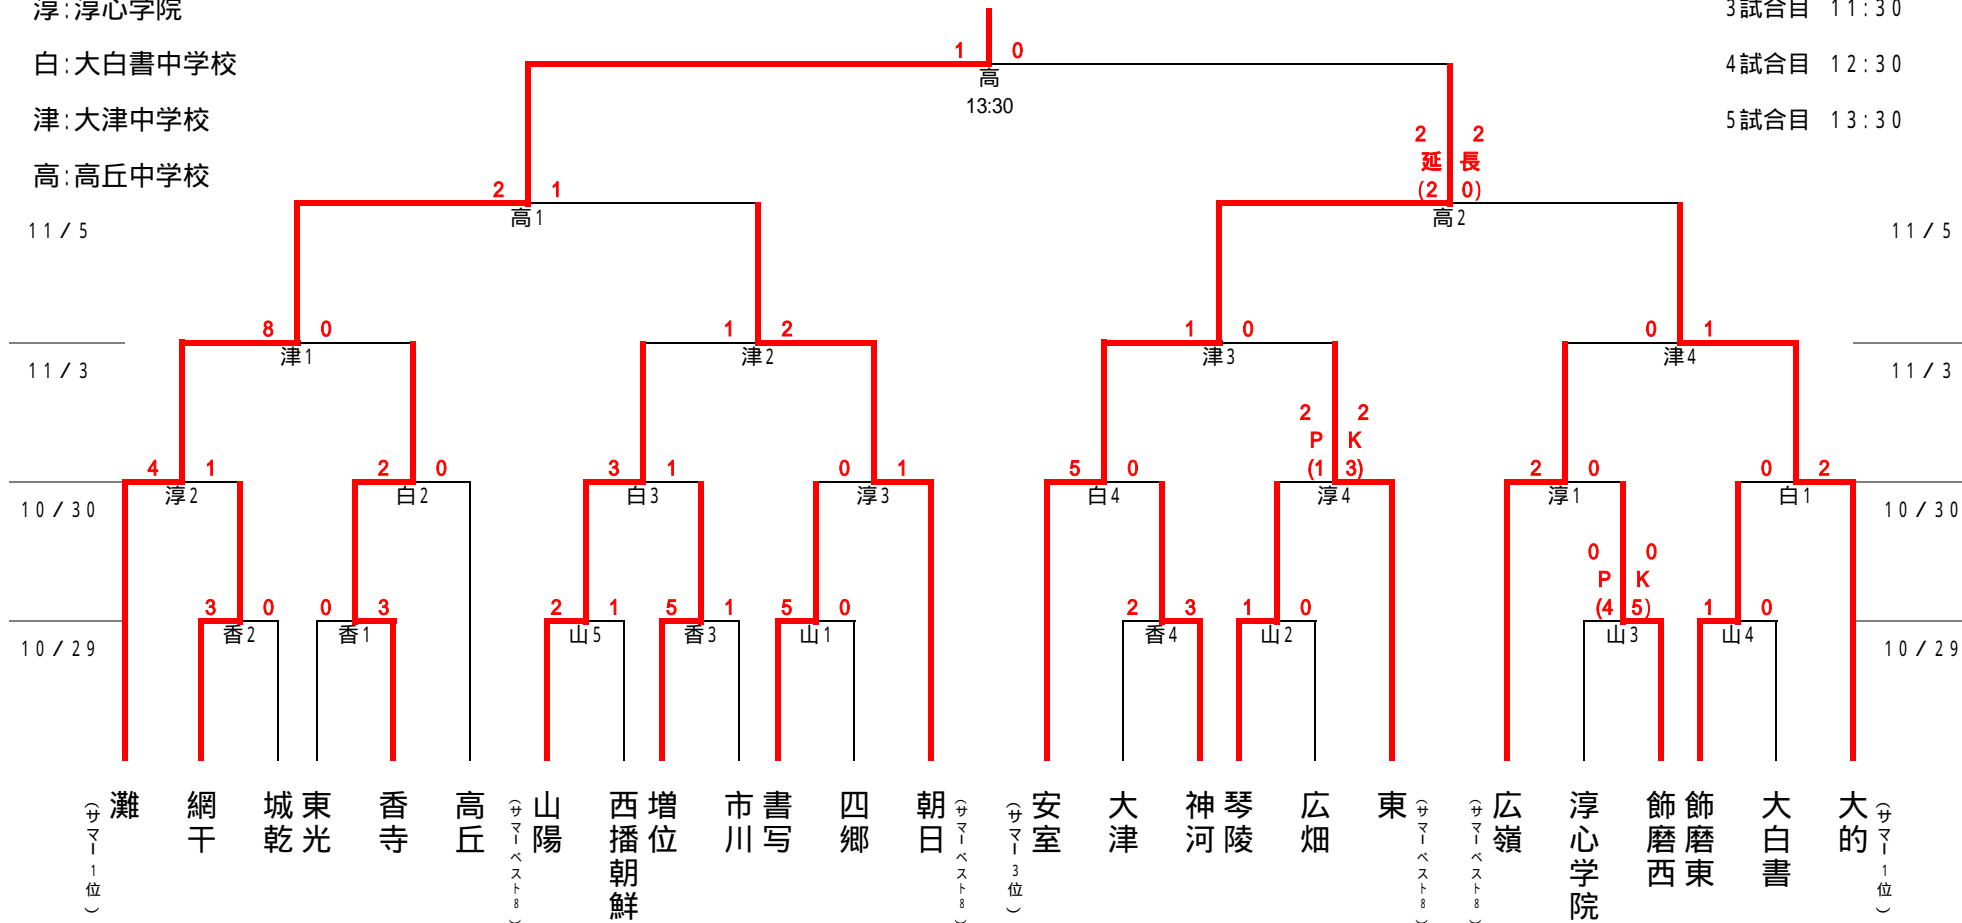 淳:淳心学院
3試合目 11:30
1 0
白:大白書中学校
4試合目 12:30
高
13:30
津:大津中学校
5試合目 13:30
2 2
延 長
(2 0)
高:高丘中学校
2 1
高1
高2
11/5
11/5
8 0
1 2
1 0
0 1
津1
津2
津3
津4
11/3
11/3
2 2
P K
(1 3)
4 1
2 0
3 1
0 1
5 0
2 0
0 2
淳2
白2
白3
淳3
白4
淳4
淳1
白1
10/30
10/30
0 0
P K
(4 5)
3 0
0 3
2 1
5 1
5 0
2 3
1 0
1 0
香2
香1
山5
香3
山1
香4
山2
山3
山4
10/29
10/29
(サマー1位)
灘
網干
城乾
東光
香寺
高丘
(サマーベスト8)
山陽
西播朝鮮
増位
市川
書写
四郷
朝日
(サマーベスト8)
(サマー3位)
安室
大津
神河
琴陵
広畑
東
(サマーベスト8)
(サマーベスト8)
広嶺
淳心学院
飾磨西
飾磨東
大白書
大的
(サマー1位)